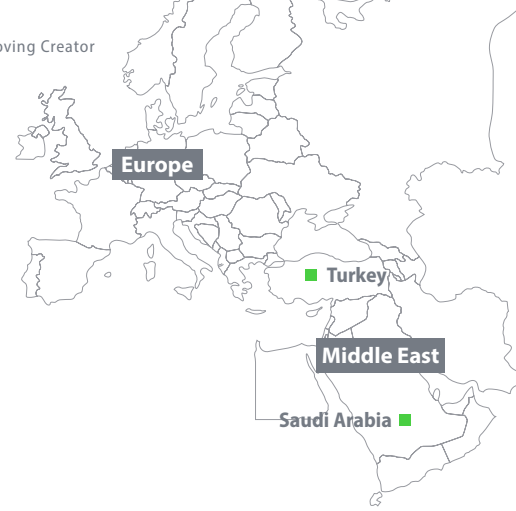 oving Creator
Europe
Turkey
Middle East
Saudi Arabia